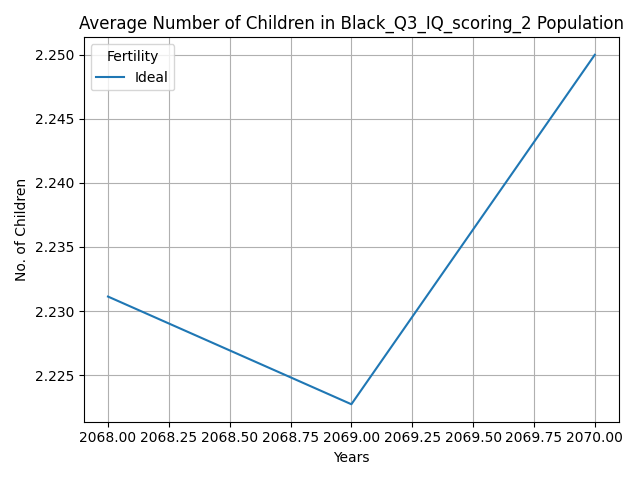 Average Number of Children in Black_Q3_IQ_scoring_2 Population
Fertility
Ideal
2.250
2.245
2.240
2.235
2.230
2.225
No. of Children
2068.00 2068.25 2068.50 2068.75 2069.00 2069.25 2069.50 2069.75 2070.00
Years